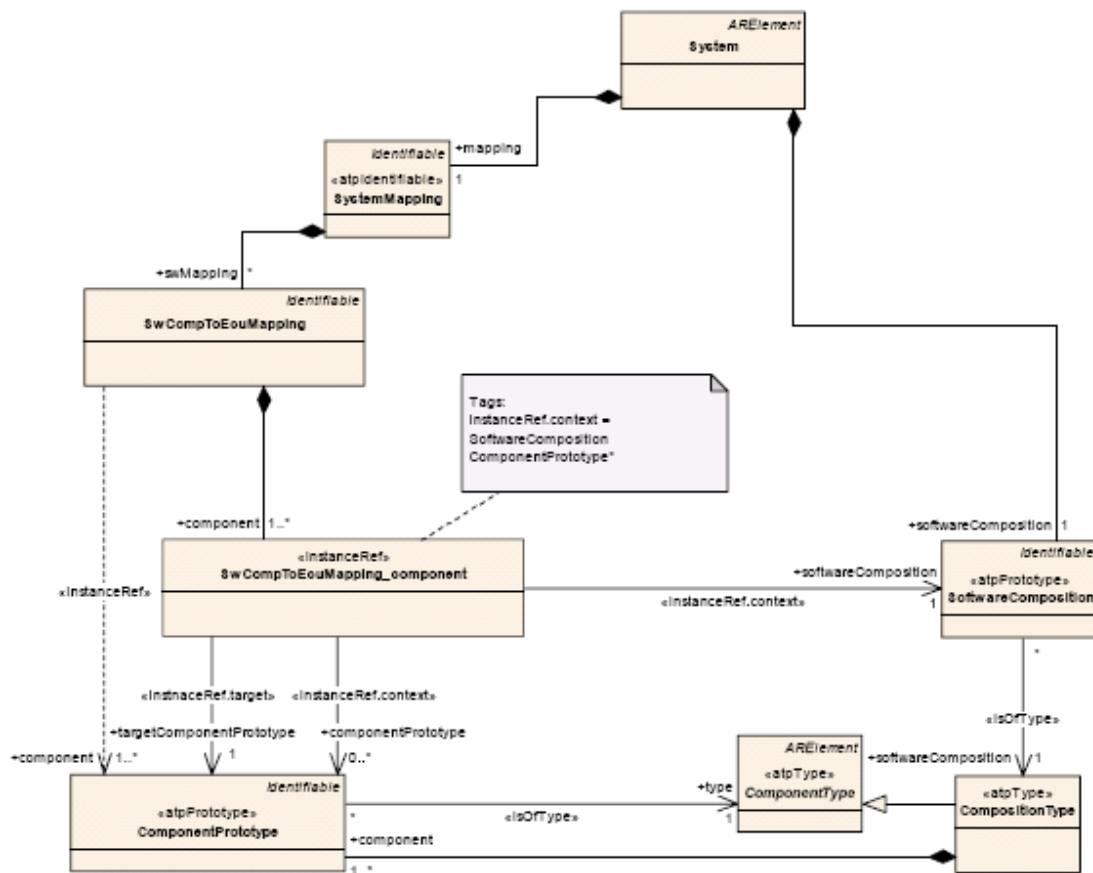 ARElement
System
+mapping
1
Identifiable
«atpIdentifiable»
SystemMapping
+swMapping *
Identifiable
SwCompToEcuMapping
Tags:
InstanceRef.context =
SoftwareComposition
ComponentPrototype*
+component 1..*
+softwareComposition 1
«instanceRef»
SwCompToEcuMapping_component
Identifiable
«atpPrototype»
SoftwareComposition
+softwareComposition
1
«instanceRef.context»
«instanceRef»
*
«InstnaceRef.target»
«instanceRef.context»
«isOfType»
+targetComponentPrototype
1
+componentPrototype
0..*
+component 1..*
+softwareComposition 1
ARElement
«atpType»
ComponentType
Identifiable
«atpPrototype»
ComponentPrototype
+type
1
*
«isOfType»
«atpType»
CompositionType
+component
1..*